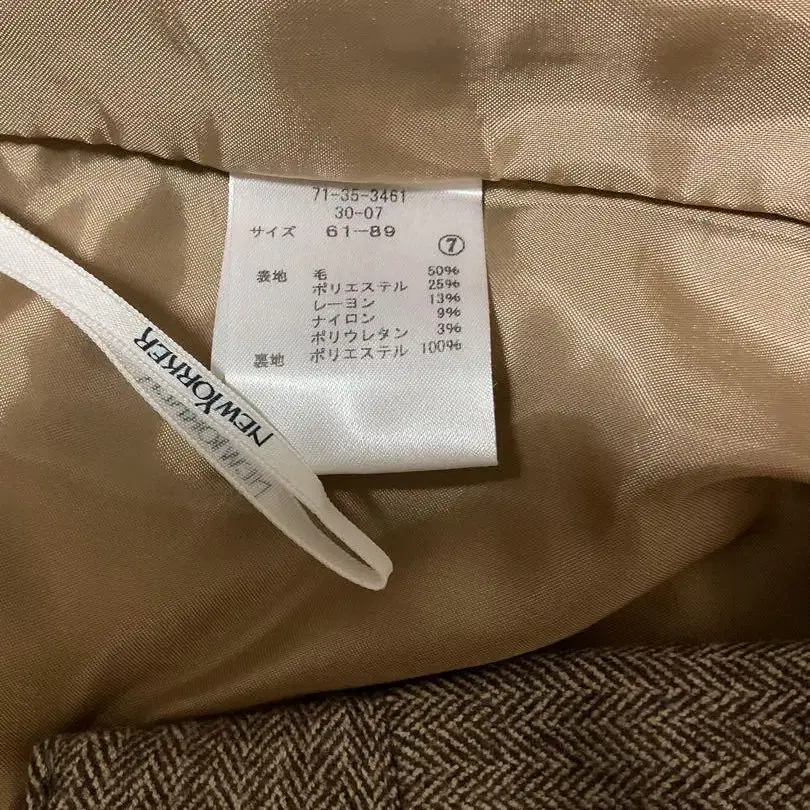 71-35-3461
30-07
サイズ 61-89 ⑦
表地 毛 50%
ポリエステル 25%
レーヨン 13%
ナイロン 9%
ポリウレタン 3%
裏地 ポリエステル 100%
NEWYORKER